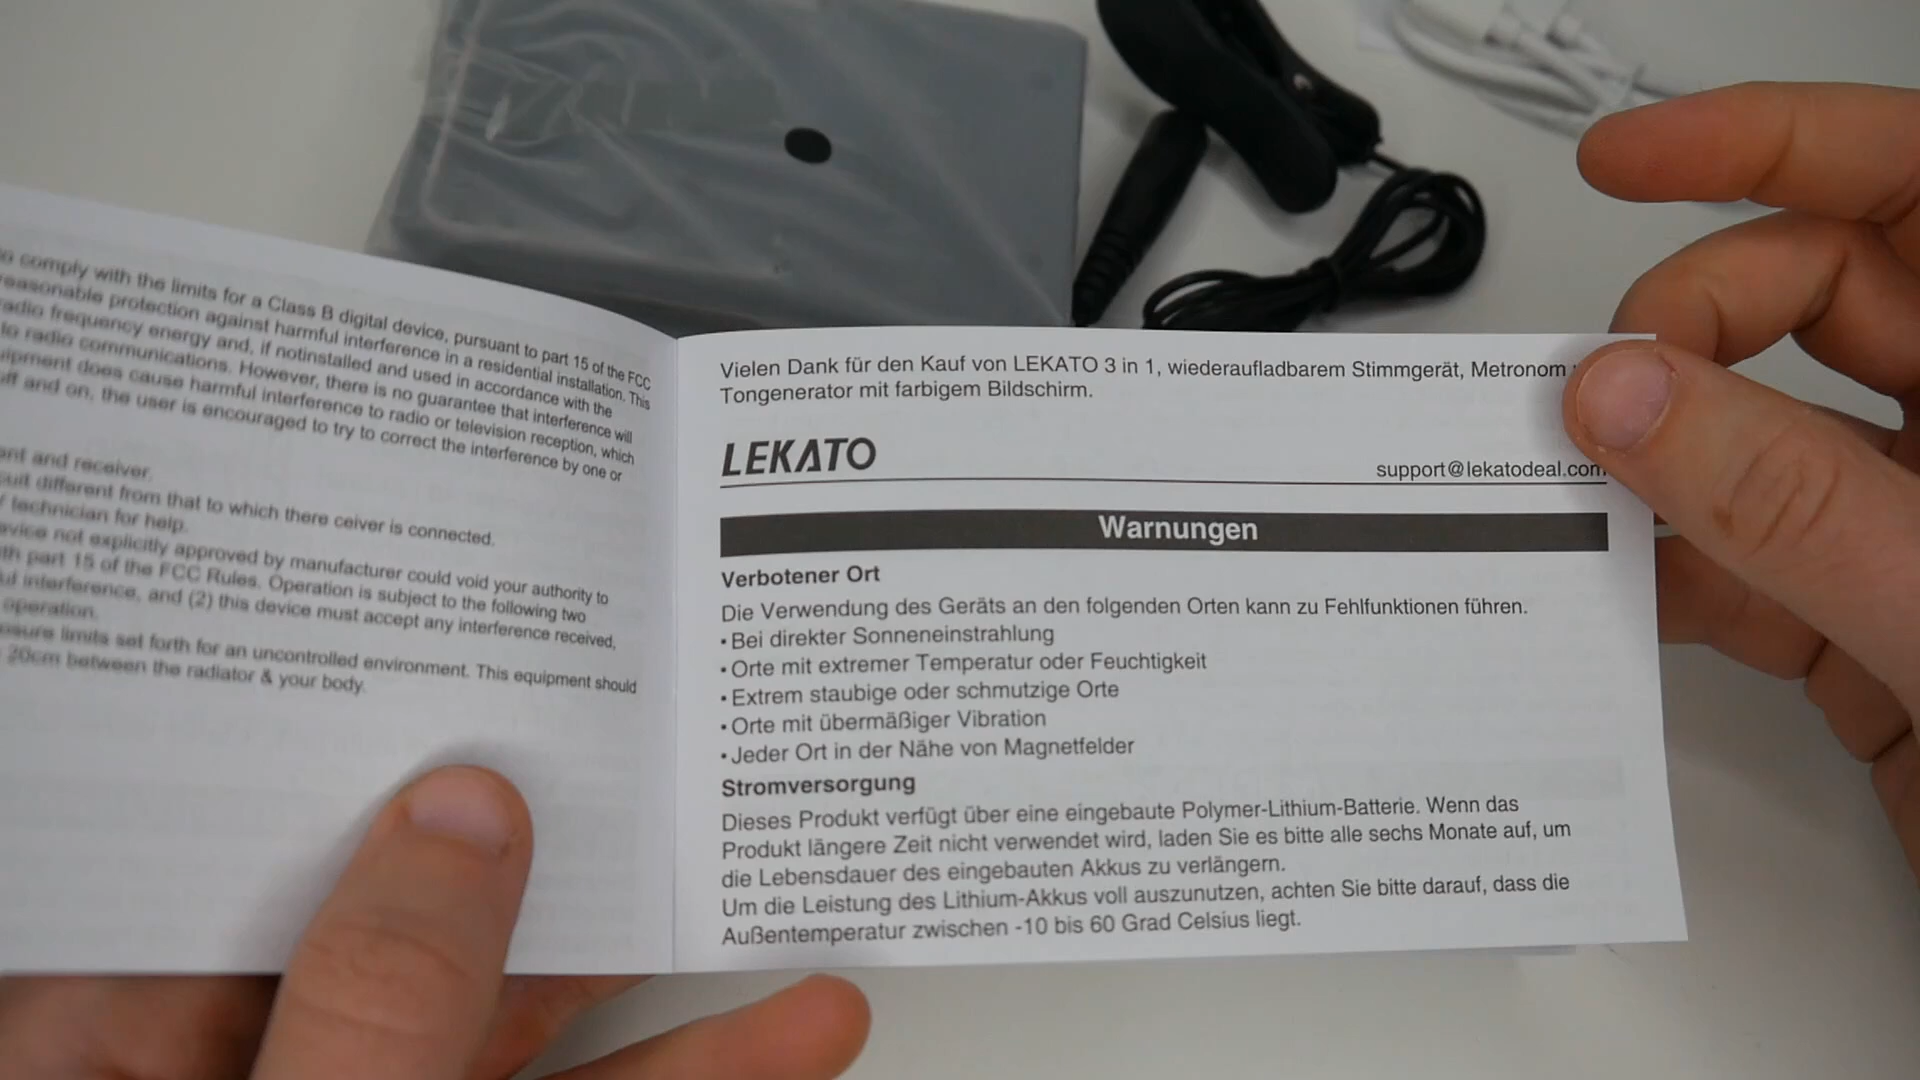 comply with the limits for a Class B digital device, pursuant to part 15 of the FCC
reasonable protection against harmful interference in a residential installation. This
radio frequency energy and, if notinstalled and used in accordance with the
to radio communications. However, there is no guarantee that interference will
does cause harmful interference to radio or television reception, which
off and on, the user is encouraged to try to correct the interference by one or
and receiver.
different from that to which there ceiver is connected.
technician for help.
not explicitly approved by manufacturer could void your authority to
part 15 of the FCC Rules. Operation is subject to the following two
interference, and (2) this device must accept any interference received,
operation.
limits set forth for an uncontrolled environment. This equipment should
20cm between the radiator & your body.
Vielen Dank für den Kauf von LEKATO 3 in 1, wiederaufladbarem Stimmgerät, Metronom
Tongenerator mit farbigem Bildschirm.
LEKATO
support@lekatodeal.com
Warnungen
Verbotener Ort
Die Verwendung des Geräts an den folgenden Orten kann zu Fehlfunktionen führen.
• Bei direkter Sonneneinstrahlung
• Orte mit extremer Temperatur oder Feuchtigkeit
• Extrem staubige oder schmutzige Orte
• Orte mit übermäßiger Vibration
• Jeder Ort in der Nähe von Magnetfelder
Stromversorgung
Dieses Produkt verfügt über eine eingebaute Polymer-Lithium-Batterie. Wenn das
Produkt längere Zeit nicht verwendet wird, laden Sie es bitte alle sechs Monate auf, um
die Lebensdauer des eingebauten Akkus zu verlängern.
Um die Leistung des Lithium-Akkus voll auszunutzen, achten Sie bitte darauf, dass die
Außentemperatur zwischen -10 bis 60 Grad Celsius liegt.